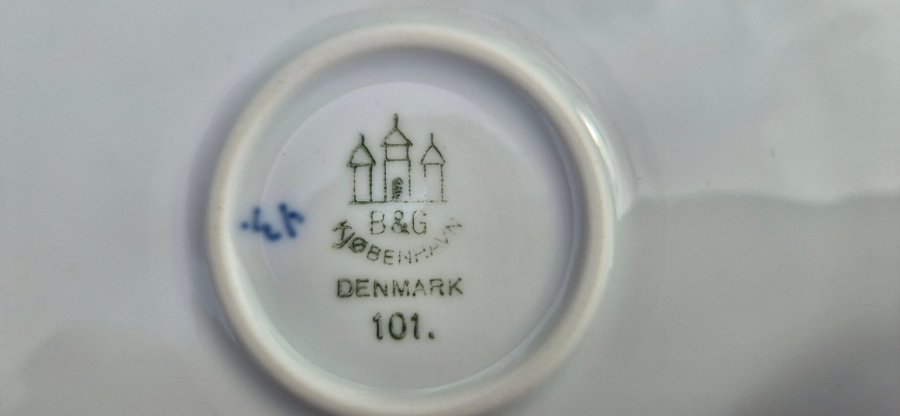 B&G
KJØBENHAVN
DENMARK
101.